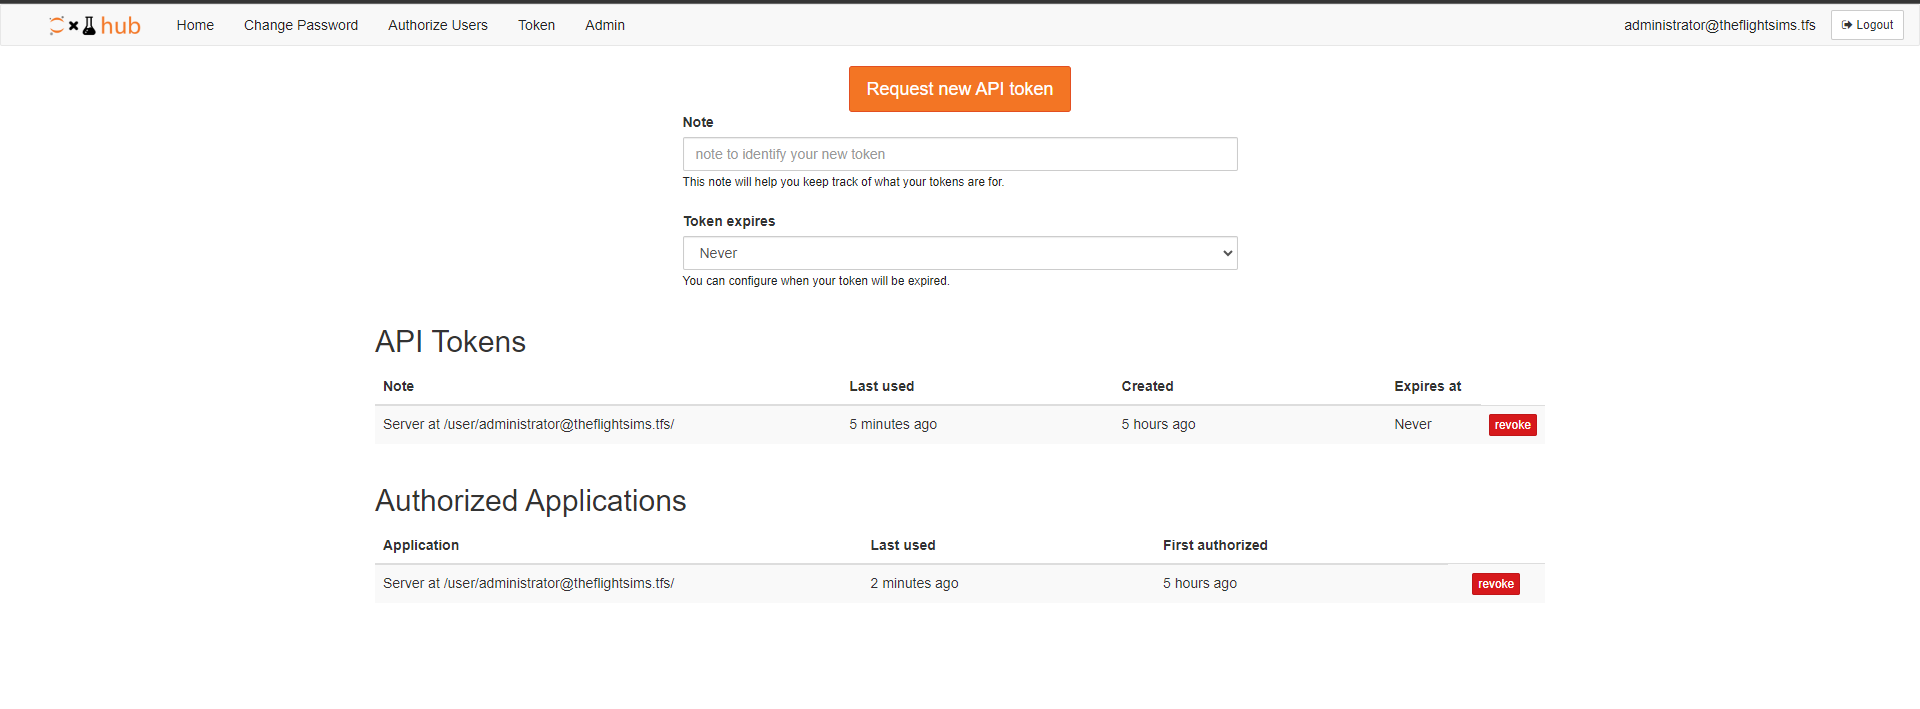 hub Home Change Password Authorize Users Token Admin administrator@theflightsims.tfs Logout
Request new API token
Note
note to identify your new token
This note will help you keep track of what your tokens are for.
Token expires
Never
You can configure when your token will be expired.
API Tokens
Note Last used Created Expires at
Server at /user/administrator@theflightsims.tfs/ 5 minutes ago 5 hours ago Never revoke
Authorized Applications
Application Last used First authorized
Server at /user/administrator@theflightsims.tfs/ 2 minutes ago 5 hours ago revoke